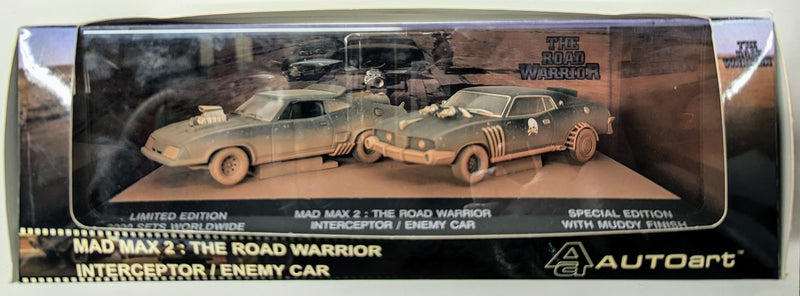 THE
ROAD
WARRIOR
THE
ROAD
WARRIOR
LIMITED EDITION
SETS WORLDWIDE
MAD MAX 2 : THE ROAD WARRIOR
INTERCEPTOR / ENEMY CAR
SPECIAL EDITION
WITH MUDDY FINISH
MAD MAX 2 : THE ROAD WARRIOR
INTERCEPTOR / ENEMY CAR
AUTOart™